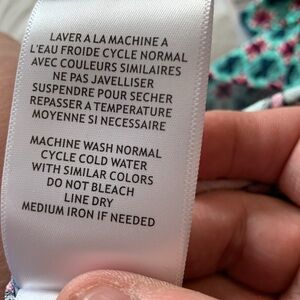 LAVER A LA MACHINE A
L'EAU FROIDE CYCLE NORMAL
AVEC COULEURS SIMILAIRES
NE PAS JAVELLISER
SUSPENDRE POUR SECHER
REPASSER A TEMPERATURE
MOYENNE SI NECESSAIRE
MACHINE WASH NORMAL
CYCLE COLD WATER
WITH SIMILAR COLORS
DO NOT BLEACH
LINE DRY
MEDIUM IRON IF NEEDED